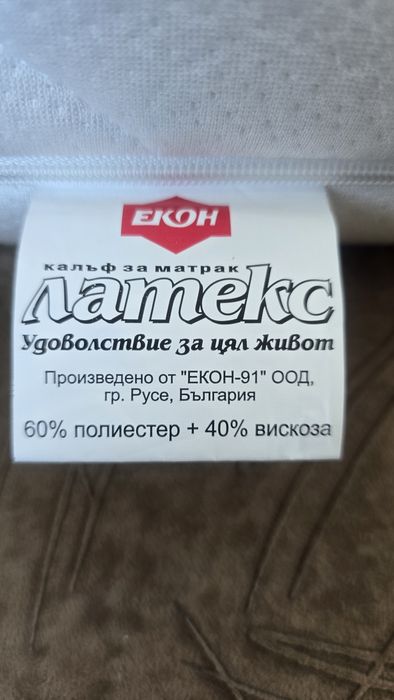 ЕКОН
калъф за матрак
Латекс
Удоволствие за цял живот
Произведено от "ЕКОН-91" ООД,
гр. Русе, България
60% полиестер + 40% вискоза